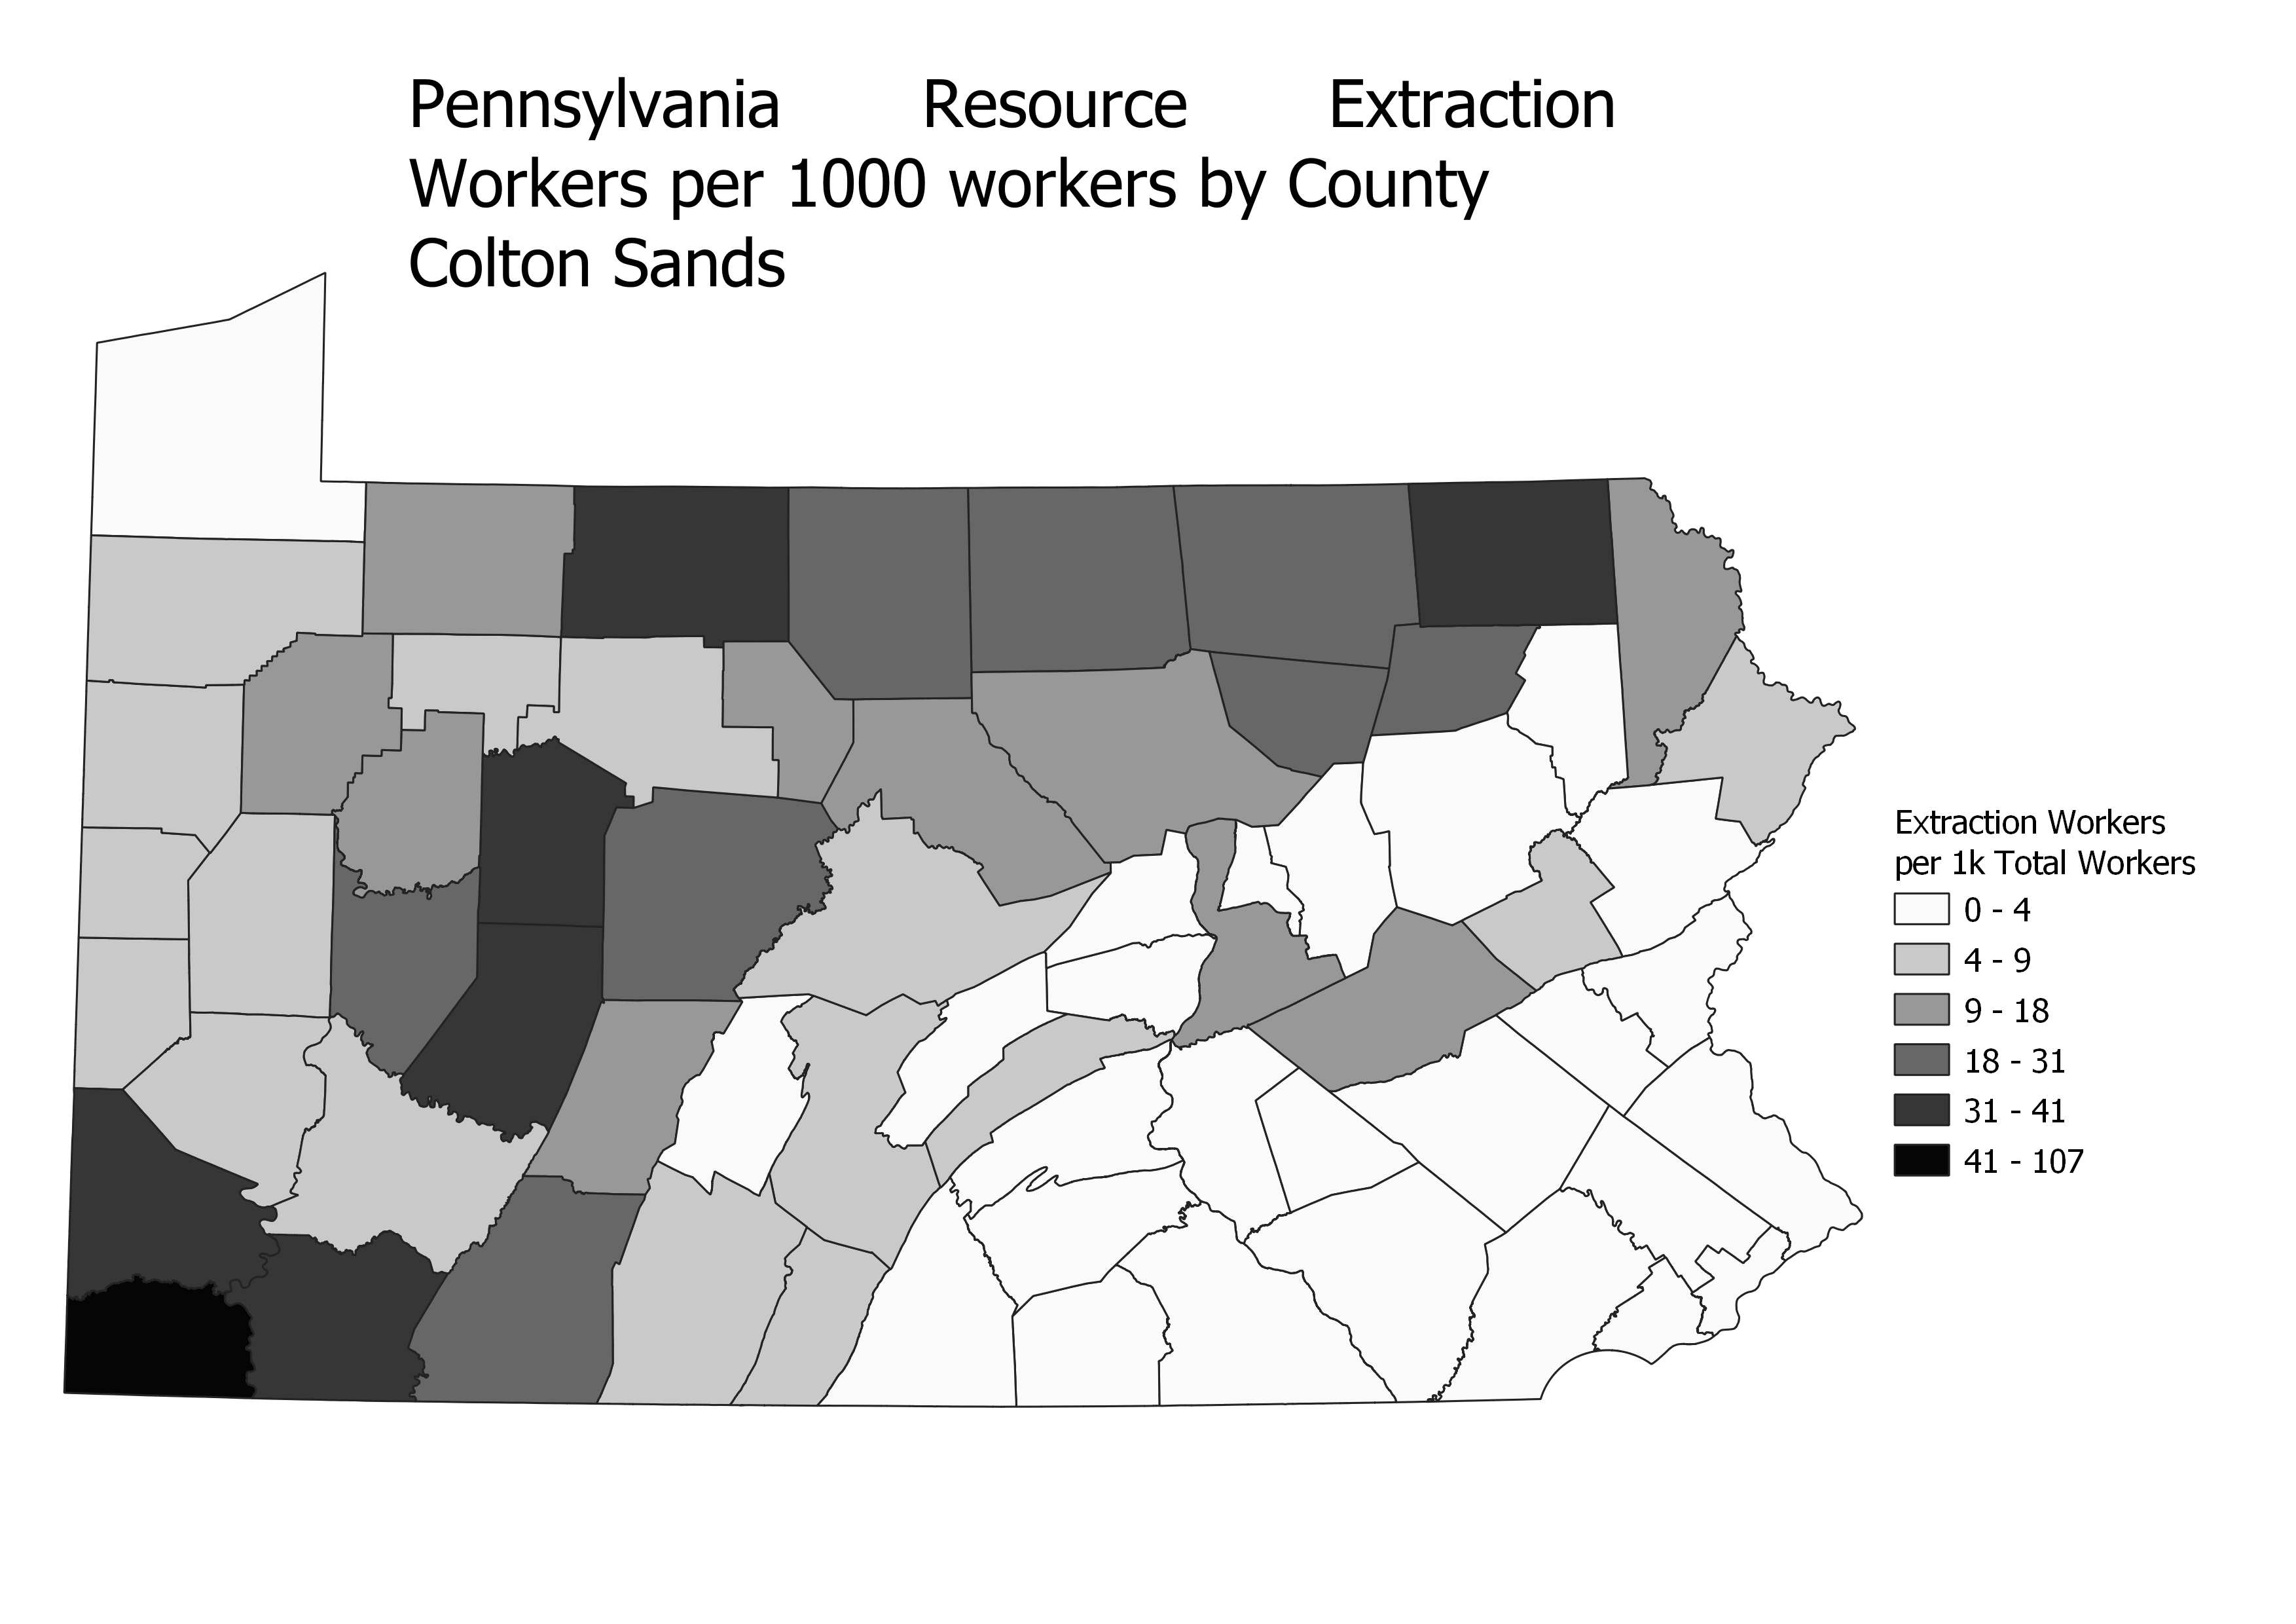 Pennsylvania Resource Extraction
Workers per 1000 workers by County
Colton Sands
Extraction Workers
per 1k Total Workers
0 - 4
4 - 9
9 - 18
18 - 31
31 - 41
41 - 107